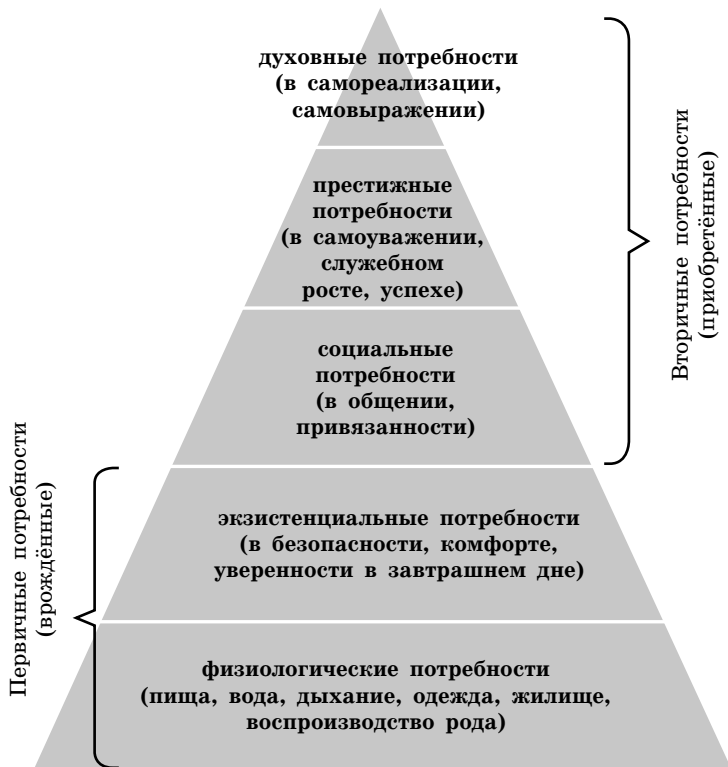 духовные потребности
(в самореализации,
самовыражении)
престижные
потребности
(в самоуважении,
служебном
росте, успехе)
социальные
потребности
(в общении,
привязанности)
экзистенциальные потребности
(в безопасности, комфорте,
уверенности в завтрашнем дне)
физиологические потребности
(пища, вода, дыхание, одежда, жилище,
воспроизводство рода)
Вторичные потребности
(приобретённые)
Первичные потребности
(врождённые)